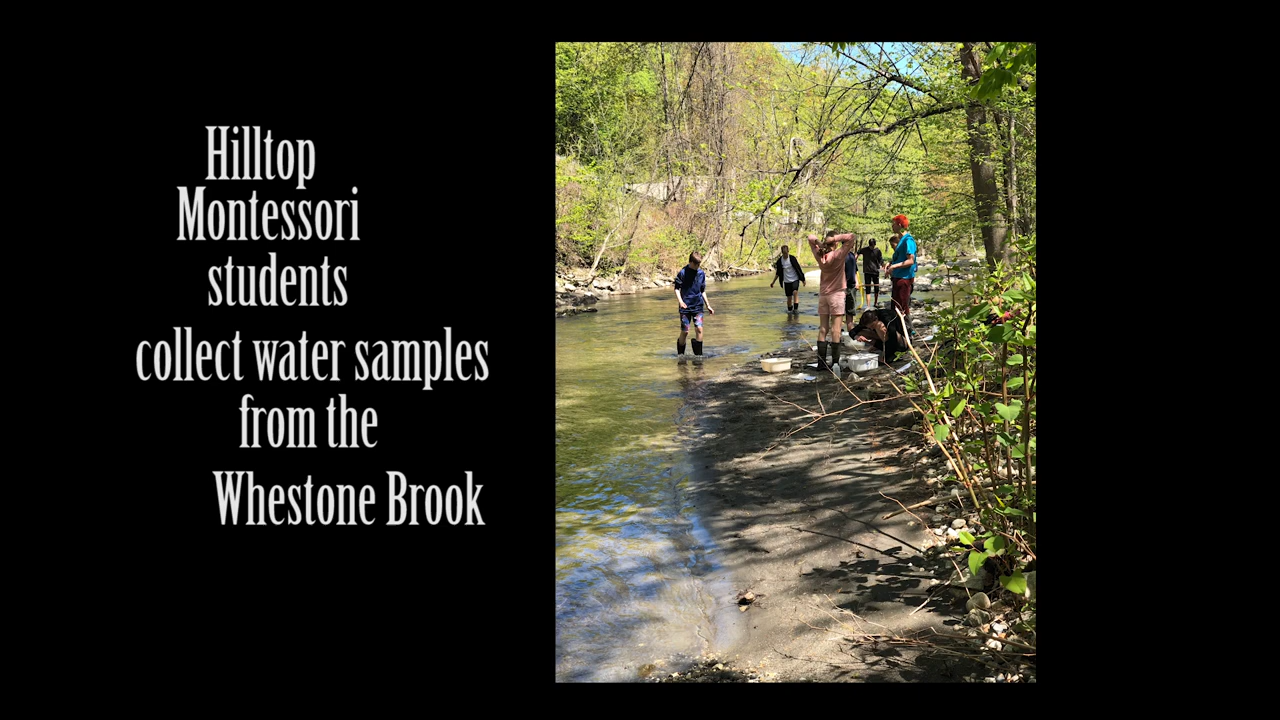 Hilltop
Montessori
students
collect water samples
from the
Whestone Brook